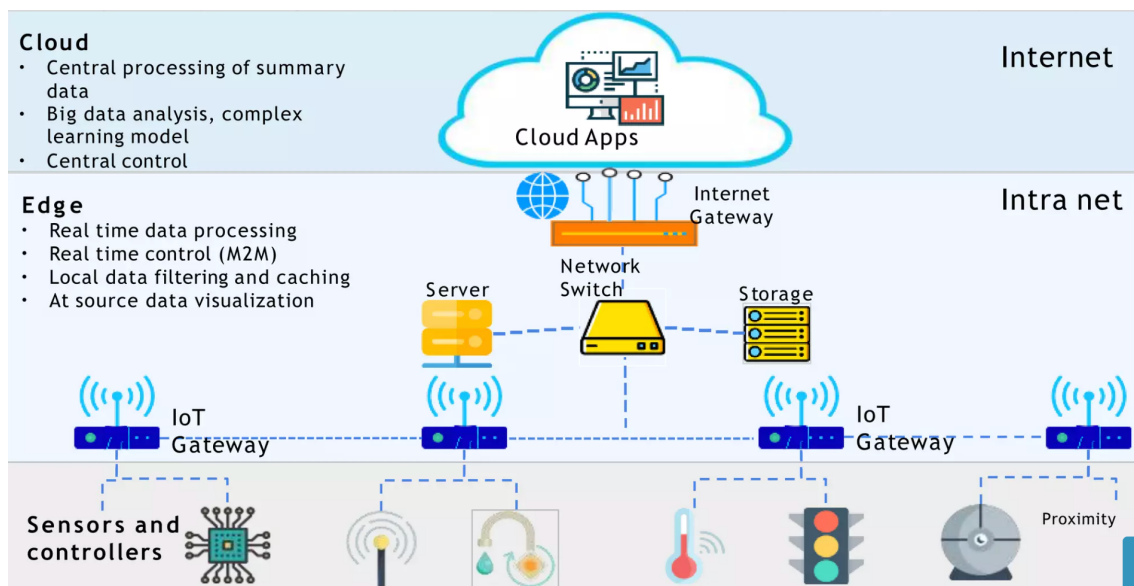 Cloud
• Central processing of summary
data
• Big data analysis, complex
learning model
• Central control
Cloud Apps
Internet
Internet
Gateway
Intra net
Edge
• Real time data processing
• Real time control (M2M)
• Local data filtering and caching
• At source data visualization
Network
Switch
Server
Storage
IoT
Gateway
IoT
Gateway
Sensors and
controllers
Proximity